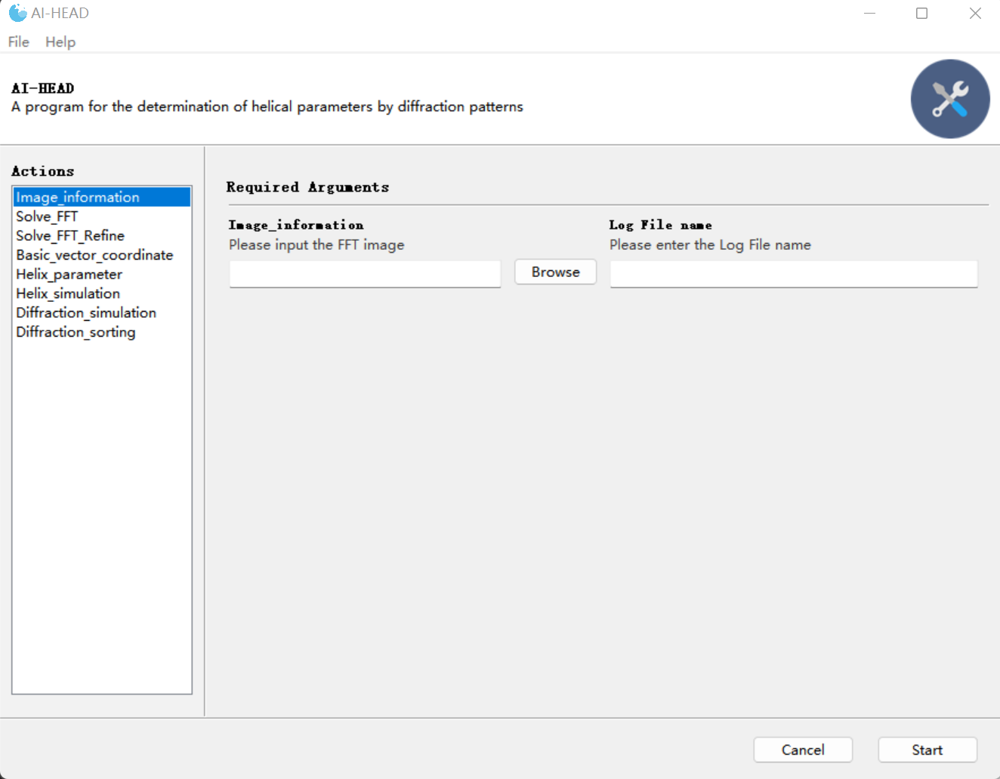 AI-HEAD
File Help
AI-HEAD
A program for the determination of helical parameters by diffraction patterns
Actions
Image_information
Solve_FFT
Solve_FFT_Refine
Basic_vector_coordinate
Helix_parameter
Helix_simulation
Diffraction_simulation
Diffraction_sorting
Required Arguments
Image_information
Please input the FFT image
Browse
Log File name
Please enter the Log File name
Cancel Start